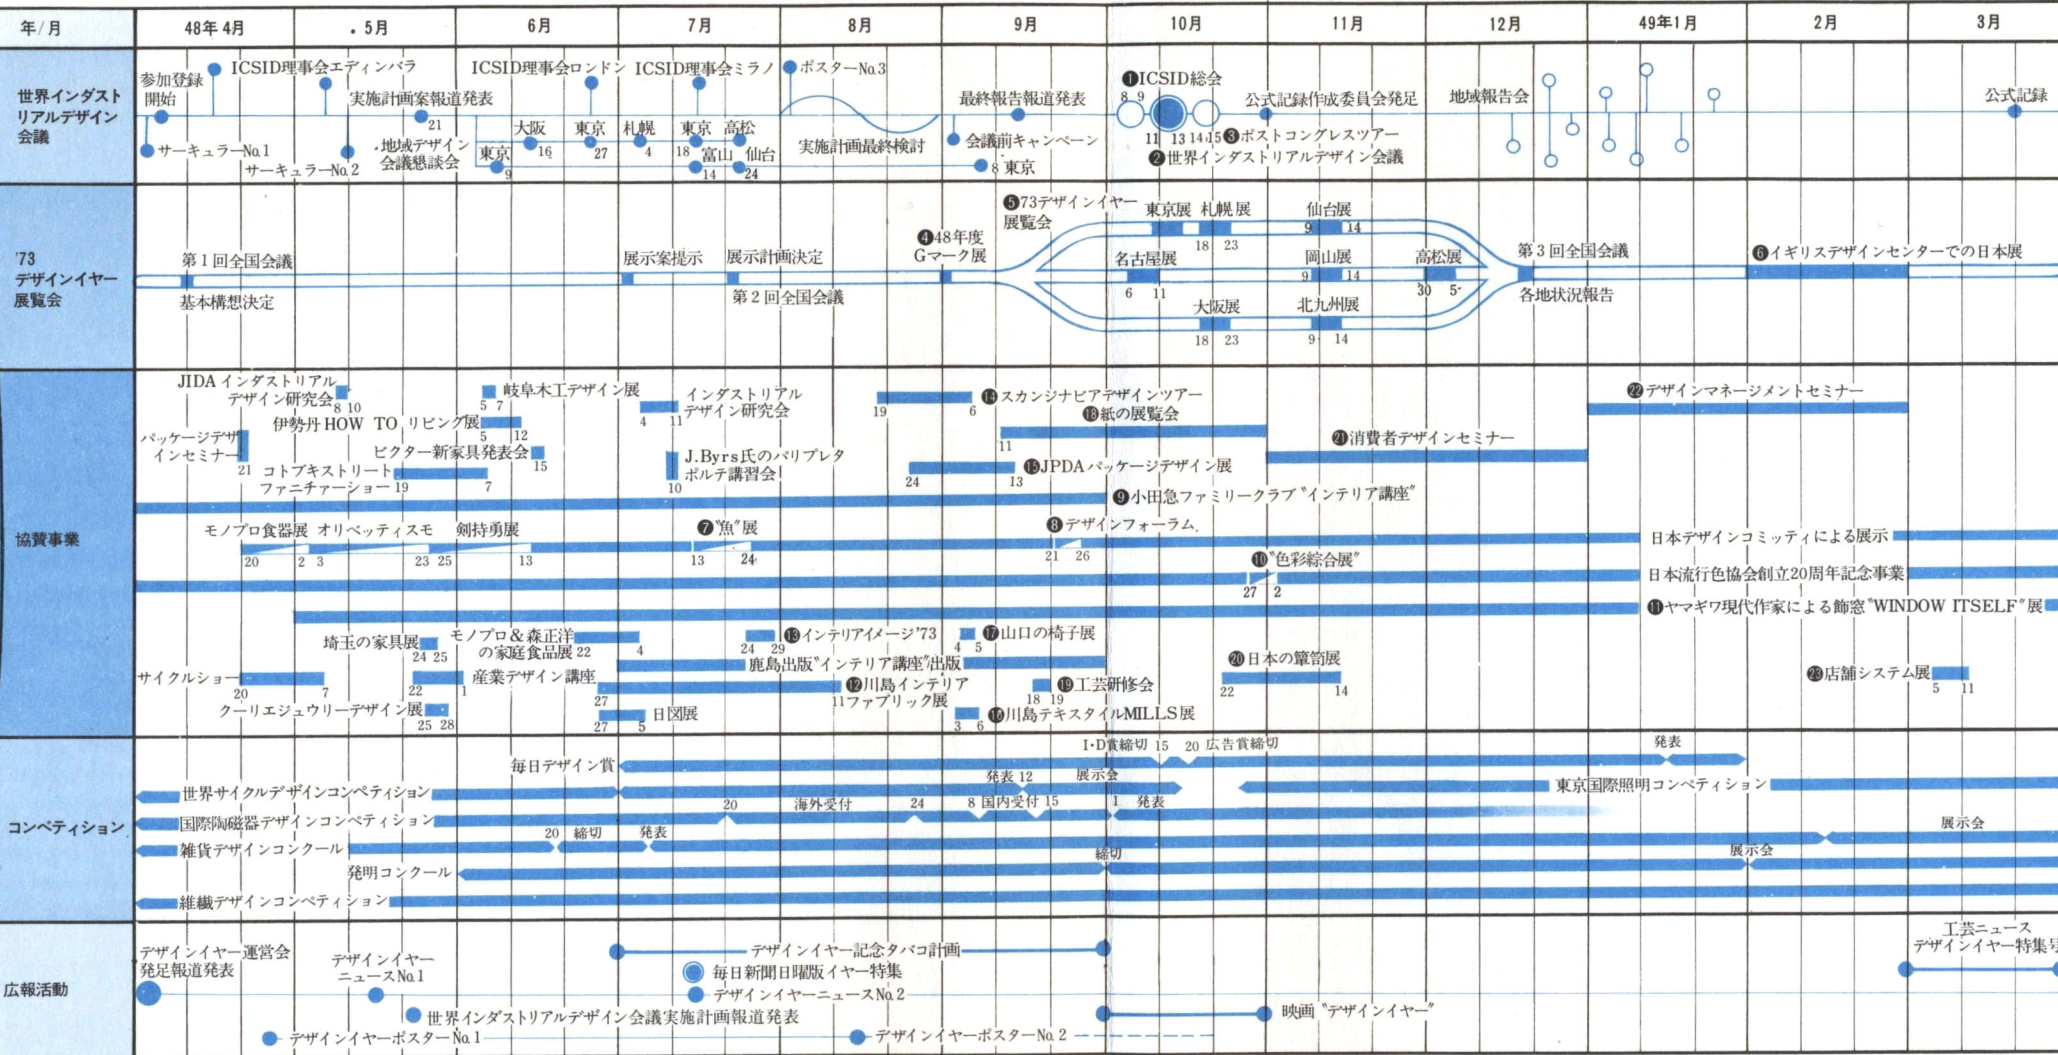 年/月
48年 4月
5月
6月
7月
8月
9月
10月
11月
12月
49年1月
2月
3月
世界インダスト
リアルデザイン
会議
参加登録
開始
ICSID理事会エディンバラ
実施計画案報道発表
21
サーキュラーNo.1
サーキュラーNo.2
地域デザイン
会議懇談会
ICSID理事会ロンドン
ICSID理事会ミラノ
ポスターNo.3
大阪
16
東京
27
札幌
4
東京
18
高松
東京
9
富山
14
仙台
24
実施計画最終検討
最終報告報道発表
会議前キャンペーン
8 東京
❶ICSID総会
8 9
11 13 14 15
❸ポストコングレスツアー
❷世界インダストリアルデザイン会議
公式記録作成委員会発足
地域報告会
公式記録
'73
デザインイヤー
展覧会
第1回全国会議
基本構想決定
展示案提示
展示計画決定
第2回全国会議
❹48年度
Gマーク展
❺73デザインイヤー
展覧会
東京展
札幌展
18 23
仙台展
9 14
名古屋展
6 11
岡山展
9 14
高松展
30 5
大阪展
18 23
北九州展
9 14
第3回全国会議
各地状況報告
❻イギリスデザインセンターでの日本展
協賛事業
JIDA インダストリアル
デザイン研究会
8 10
岐阜木工デザイン展
5 7
インダストリアル
デザイン研究会
4 11
19 6
⓮スカンジナビアデザインツアー
㉒デザインマネージメントセミナー
伊勢丹 HOW TO リビング展
5 12
⓲紙の展覧会
11
㉑消費者デザインセミナー
パッケージデザ
インセミナー
21
ビクター新家具発表会
15
J.Byrs氏のパリプレタ
ポルテ講習会
10
コトブキストリート
ファニチャーショー
19 7
24 13
⓯JPDAパッケージデザイン展
❾小田急ファミリークラブ〝インテリア講座〟
モノプロ食器展
オリベッティスモ
剣持勇展
20 2 3 23 25 13
❼〝魚〟展
13 24
❽デザインフォーラム
21 26
日本デザインコミッティによる展示
❿〝色彩綜合展〟
27 2
日本流行色協会創立20周年記念事業
⓫ヤマギワ現代作家による飾窓〝WINDOW ITSELF〟展
埼玉の家具展
24 25
モノプロ&森正洋
の家庭食品展
22 4
24 29
⓭インテリアイメージ'73
4 5
⓱山口の椅子展
鹿島出版〝インテリア講座〟出版
⓴日本の箪笥展
22 14
サイクルショー
20 7
22 1
産業デザイン講座
27 11
⓬川島インテリア
ファブリック展
18 19
⓳工芸研修会
㉓店舗システム展
5 11
クーリエジュウリーデザイン展
25 28
27 5
日図展
3 6
⓰川島テキスタイルMILLS展
コンペティション
毎日デザイン賞
I・D賞締切 15
20 広告賞締切
発表
世界サイクルデザインコンペティション
発表 12
展示会
東京国際照明コンペティション
国際陶磁器デザインコンペティション
20 海外受付 24
8 国内受付 15
1 発表
雑貨デザインコンクール
20 締切
発表
展示会
発明コンクール
締切
展示会
繊維デザインコンペティション
広報活動
デザインイヤー運営会
発足報道発表
デザインイヤー
ニュースNo.1
デザインイヤー記念タバコ計画
毎日新聞日曜版イヤー特集
デザインイヤーニュースNo.2
世界インダストリアルデザイン会議実施計画報道発表
映画〝デザインイヤー〟
デザインイヤーポスターNo.1
デザインイヤーポスターNo.2
工芸ニュース
デザインイヤー特集号